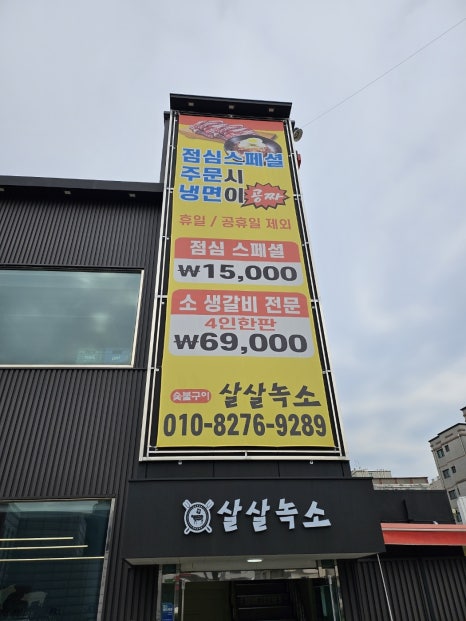 점심스페셜
주문시
냉면이 공짜
휴일 / 공휴일 제외
점심 스페셜
₩15,000
소 생갈비 전문
4인한판
₩69,000
숯불구이 살살녹소
010-8276-9289
살살녹소